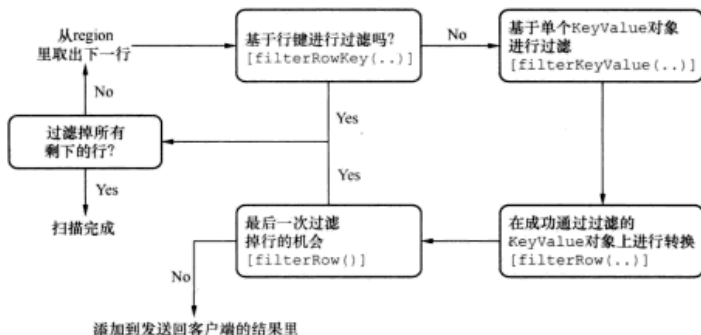 从region
里取出下一行
基于行键进行过滤吗?
[filterRowKey(..)]
No
基于单个KeyValue对象
进行过滤
[filterKeyValue(..)]
No
Yes
过滤掉所有
剩下的行?
Yes
Yes
扫描完成
最后一次过滤
掉行的机会
[filterRow()]
在成功通过过滤的
KeyValue对象上进行转换
[filterRow(..)]
No
添加到发送回客户端的结果里